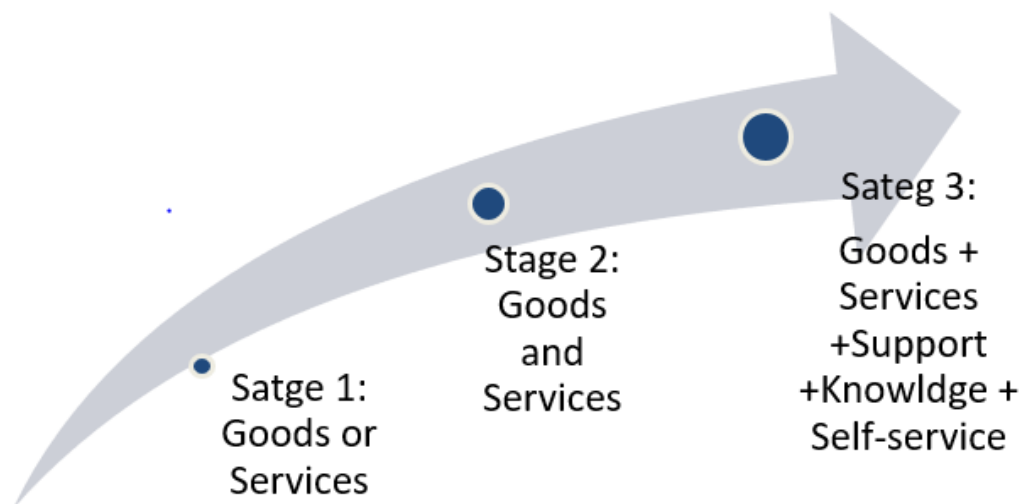 Satge 1:
Goods or
Services
Stage 2:
Goods
and
Services
Sateg 3:
Goods +
Services
+Support
+Knowldge +
Self-service